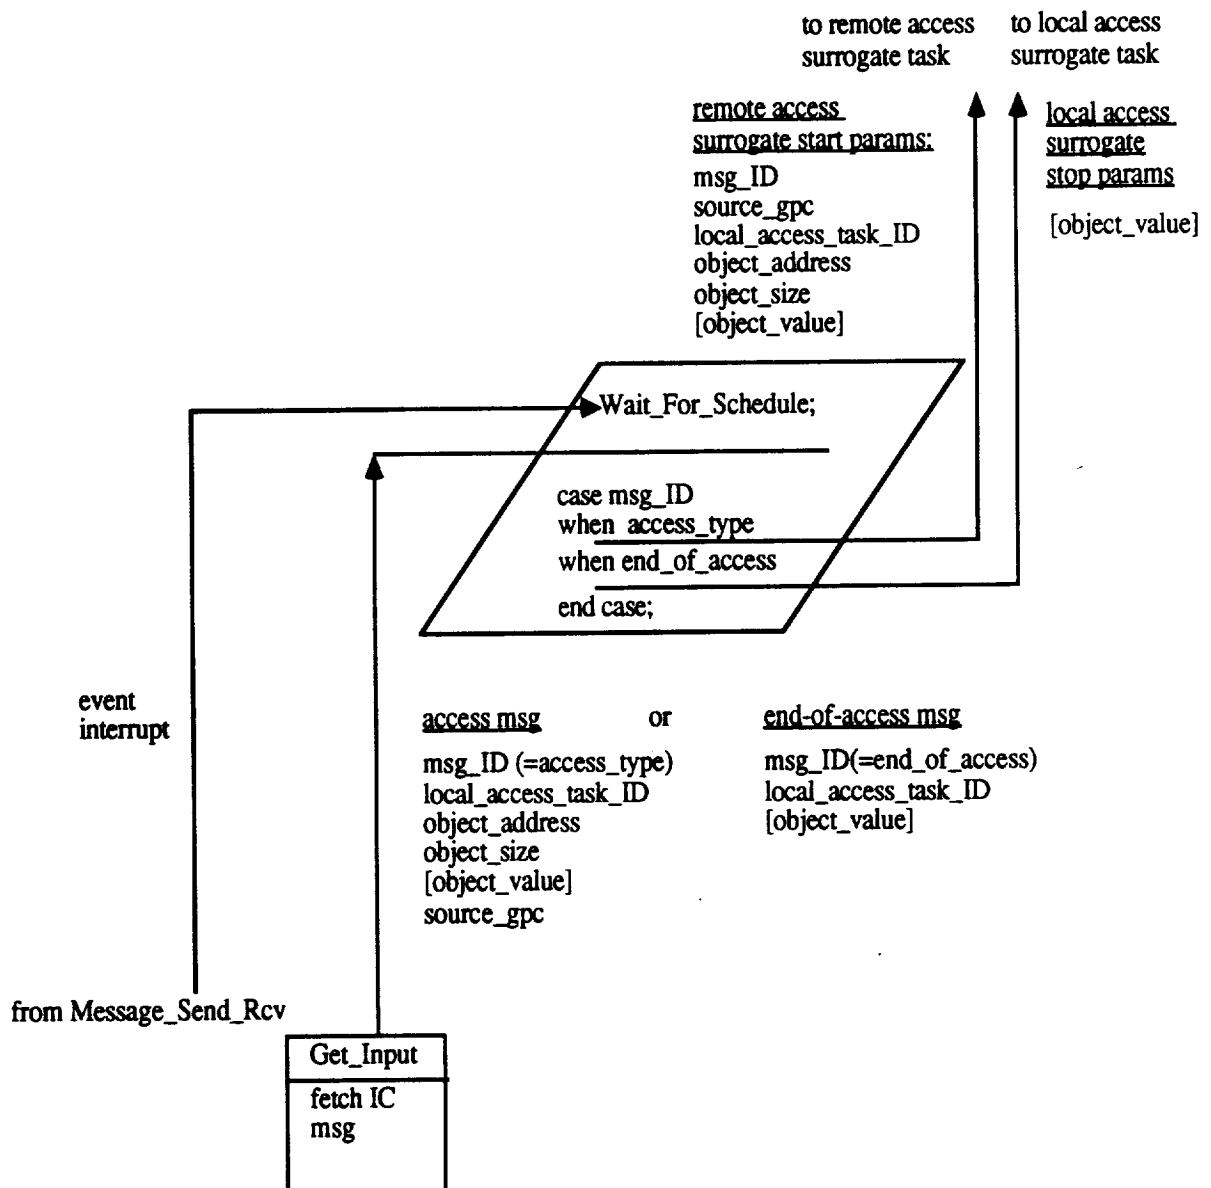 to remote access
surrogate task
to local access
surrogate task
remote access
surrogate start params:
msg_ID
source_gpc
local_access_task_ID
object_address
object_size
[object_value]
local access
surrogate
stop params
[object_value]
Wait_For_Schedule;
case msg_ID
when access_type
when end_of_access
end case;
event
interrupt
access msg
or
end-of-access msg
msg_ID (=access_type)
local_access_task_ID
object_address
object_size
[object_value]
source_gpc
msg_ID(=end_of_access)
local_access_task_ID
[object_value]
from Message_Send_Rcv
Get_Input
fetch IC
msg